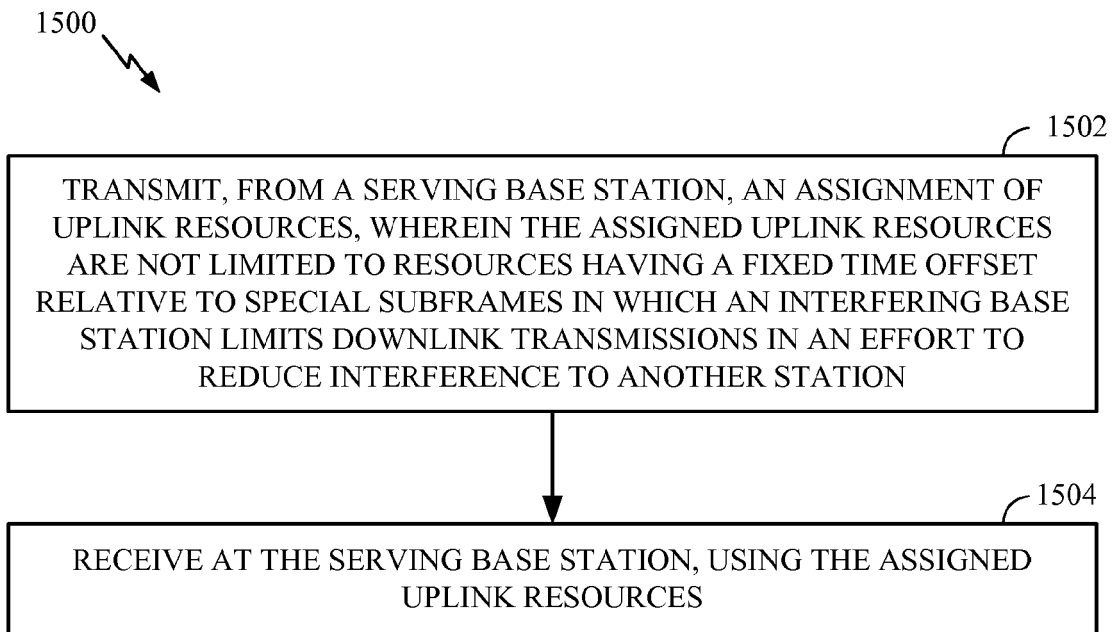 1500
1502
TRANSMIT, FROM A SERVING BASE STATION, AN ASSIGNMENT OF
UPLINK RESOURCES, WHEREIN THE ASSIGNED UPLINK RESOURCES
ARE NOT LIMITED TO RESOURCES HAVING A FIXED TIME OFFSET
RELATIVE TO SPECIAL SUBFRAMES IN WHICH AN INTERFERING BASE
STATION LIMITS DOWNLINK TRANSMISSIONS IN AN EFFORT TO
REDUCE INTERFERENCE TO ANOTHER STATION
1504
RECEIVE AT THE SERVING BASE STATION, USING THE ASSIGNED
UPLINK RESOURCES